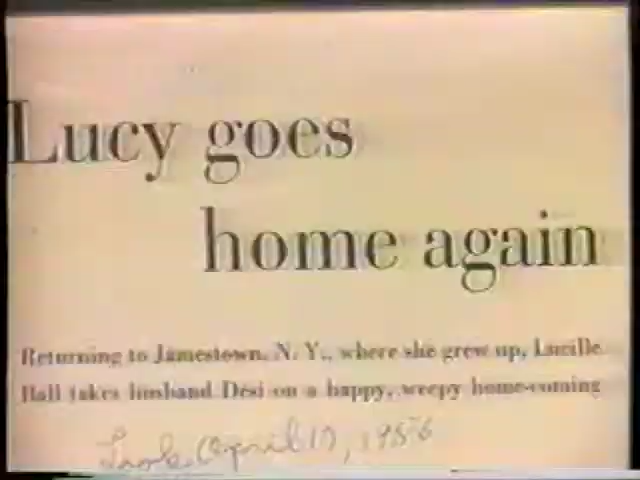 Lucy goes
home again
Returning to Jamestown, N. Y., where she grew up, Lucille
Ball takes husband Desi on a happy, weepy home-coming
Look April 17, 1956